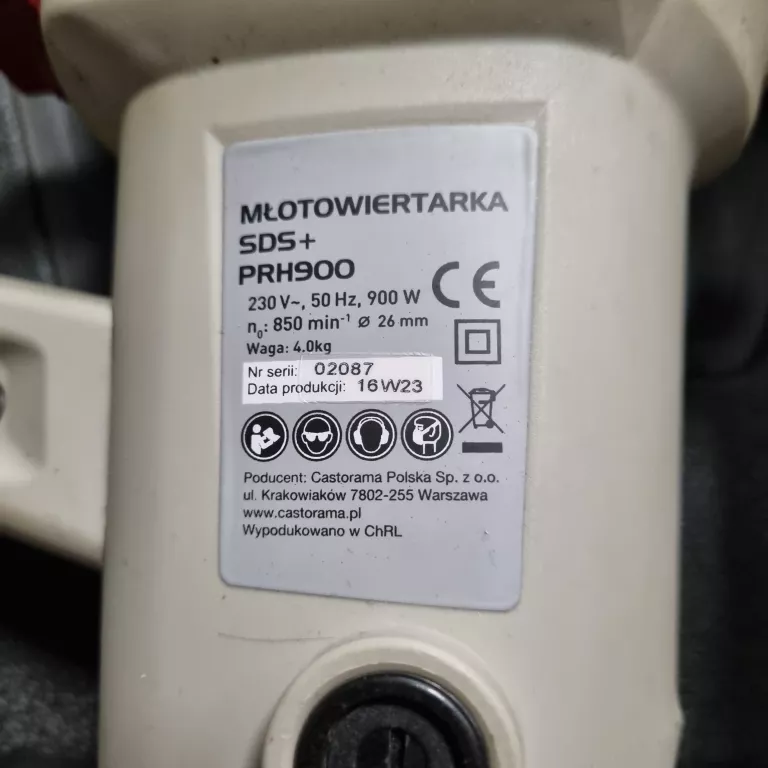 MŁOTOWIERTARKA
SDS+
PRH900
230 V~, 50 Hz, 900 W
n₀: 850 min⁻¹ ⌀ 26 mm
Waga: 4.0kg
CE
Nr serii: 02087
Data produkcji: 16W23
Producent: Castorama Polska Sp. z o.o.
ul. Krakowiaków 7802-255 Warszawa
www.castorama.pl
Wypodukowano w ChRL